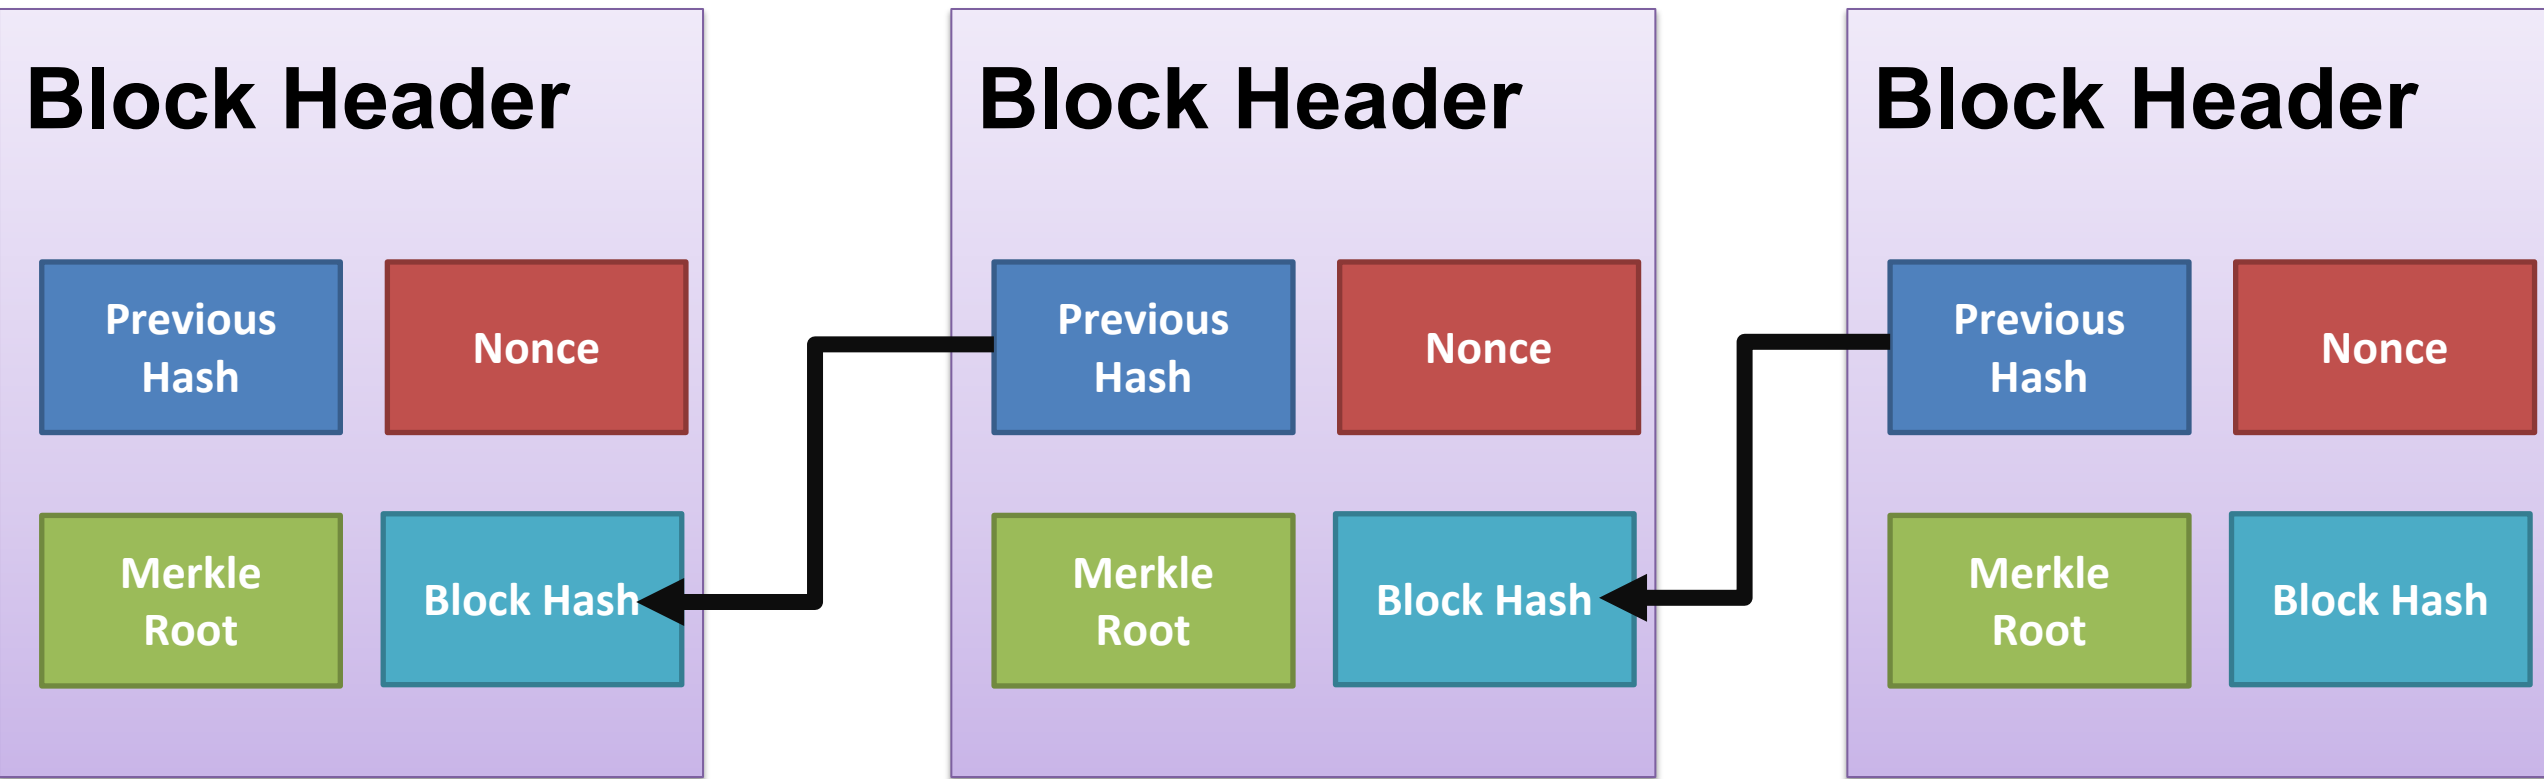 Block Header
Previous
Hash
Nonce
Merkle
Root
Block Hash
Block Header
Previous
Hash
Nonce
Merkle
Root
Block Hash
Block Header
Previous
Hash
Nonce
Merkle
Root
Block Hash